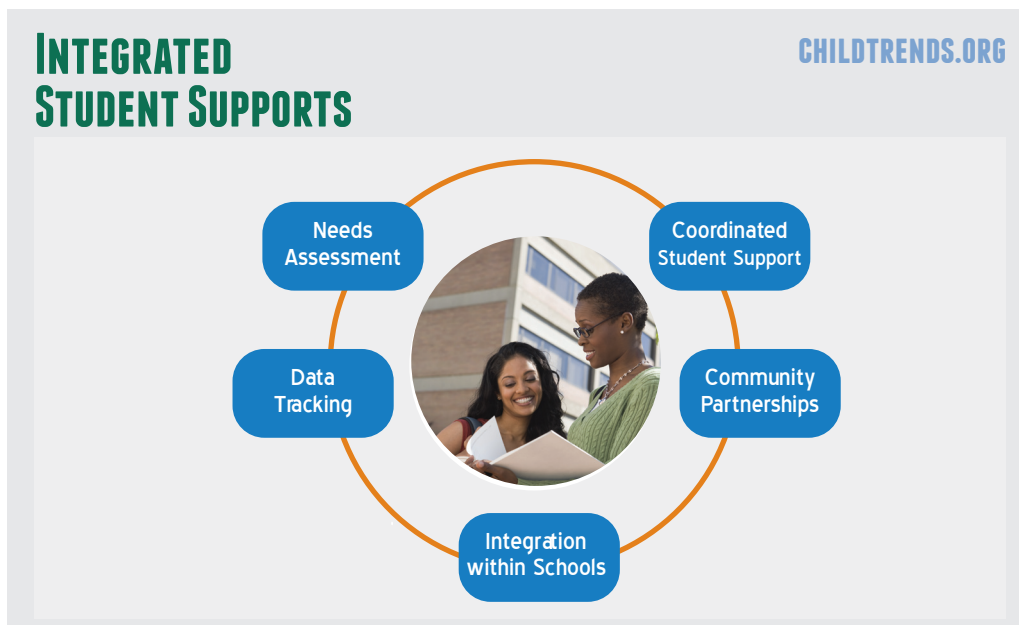 INTEGRATED
STUDENT SUPPORTS
CHILDTRENDS.ORG
Needs
Assessment
Coordinated
Student Support
Data
Tracking
Community
Partnerships
Integration
within Schools